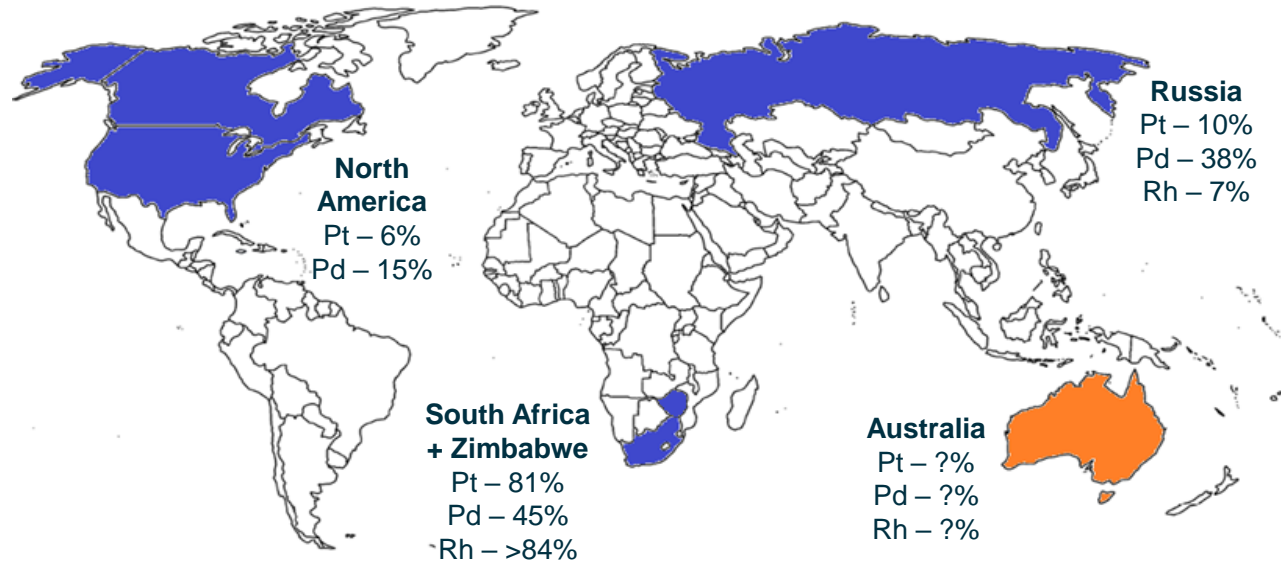 North
America
Pt – 6%
Pd – 15%
Russia
Pt – 10%
Pd – 38%
Rh – 7%
South Africa
+ Zimbabwe
Pt – 81%
Pd – 45%
Rh – >84%
Australia
Pt – ?%
Pd – ?%
Rh – ?%